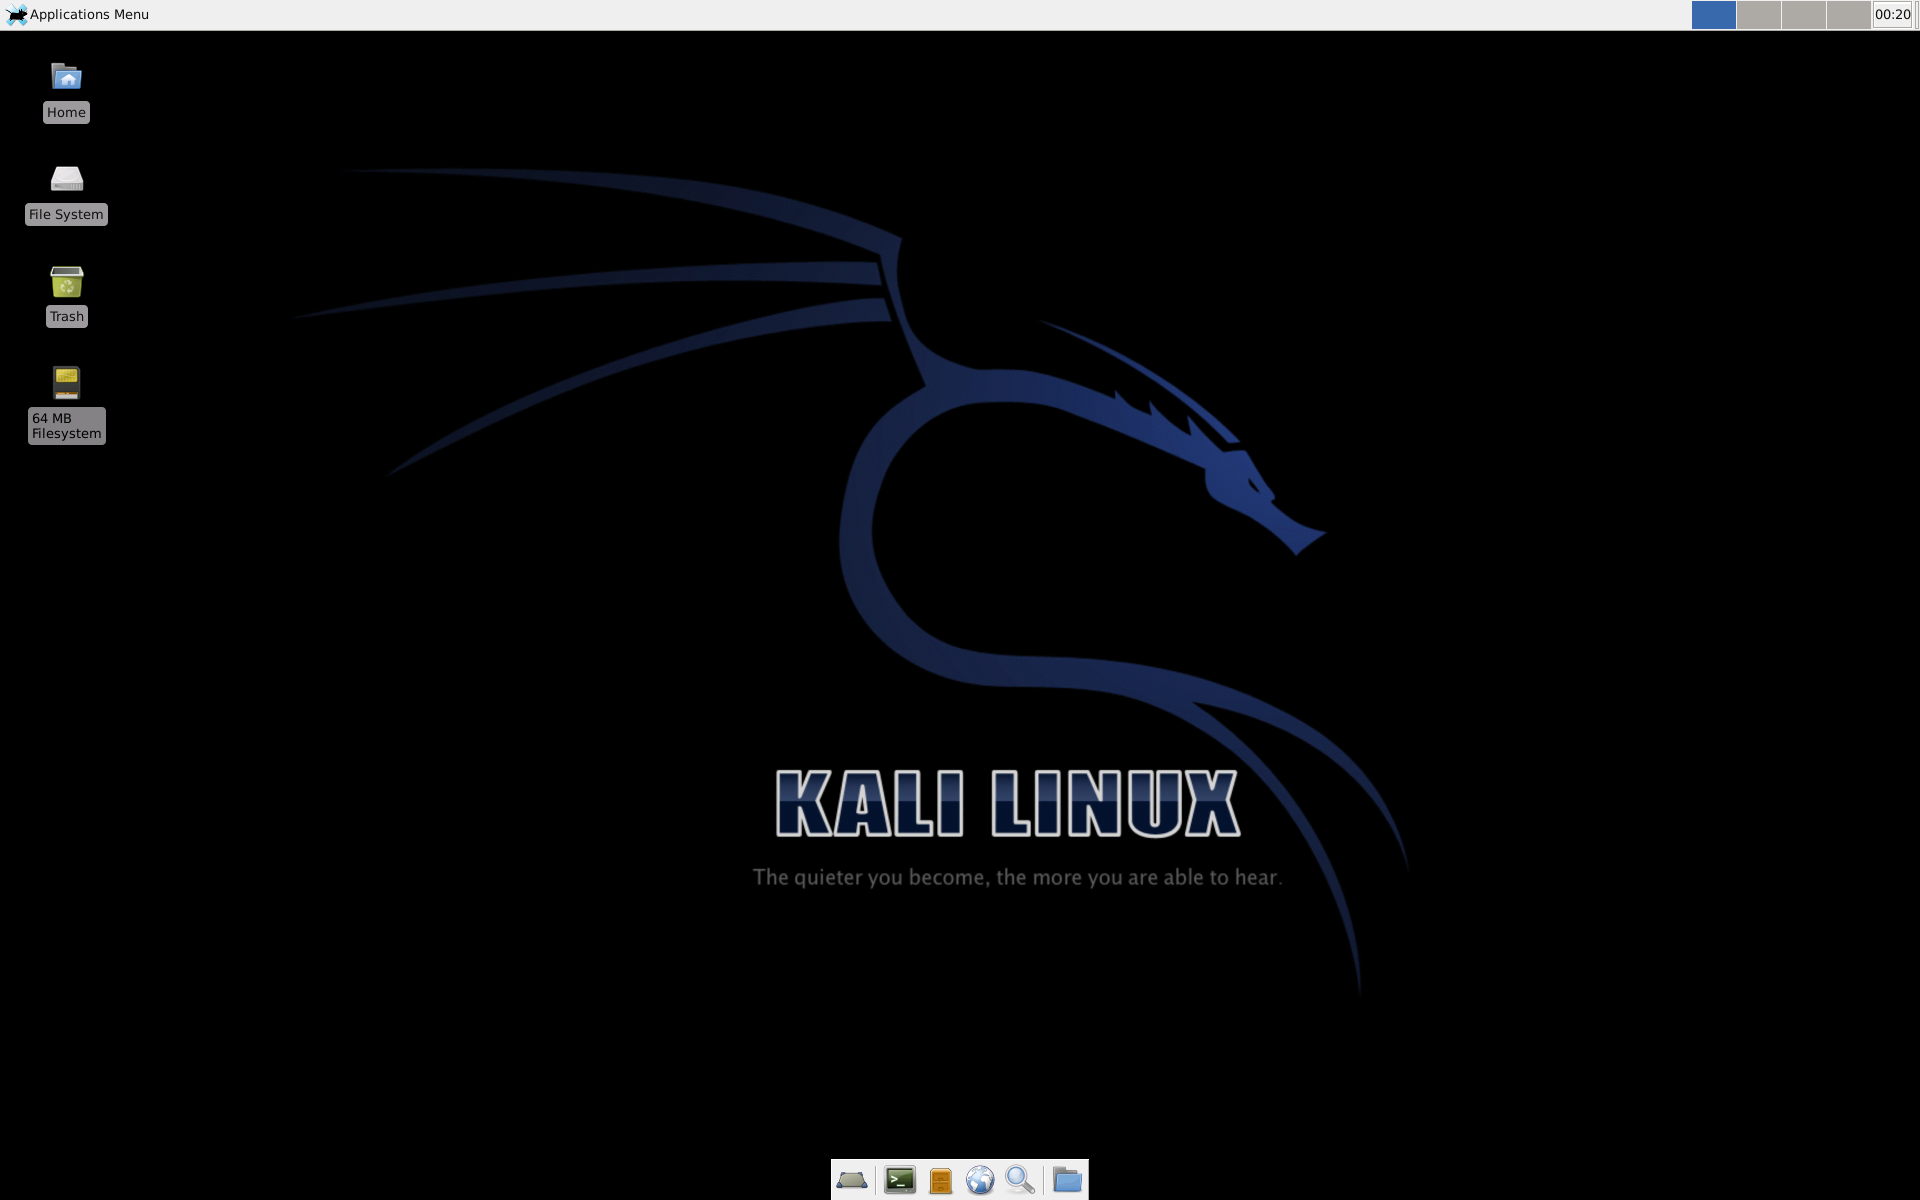 Applications Menu
00:20
Home
File System
Trash
64 MB
Filesystem
KALI LINUX
The quieter you become, the more you are able to hear.
>_